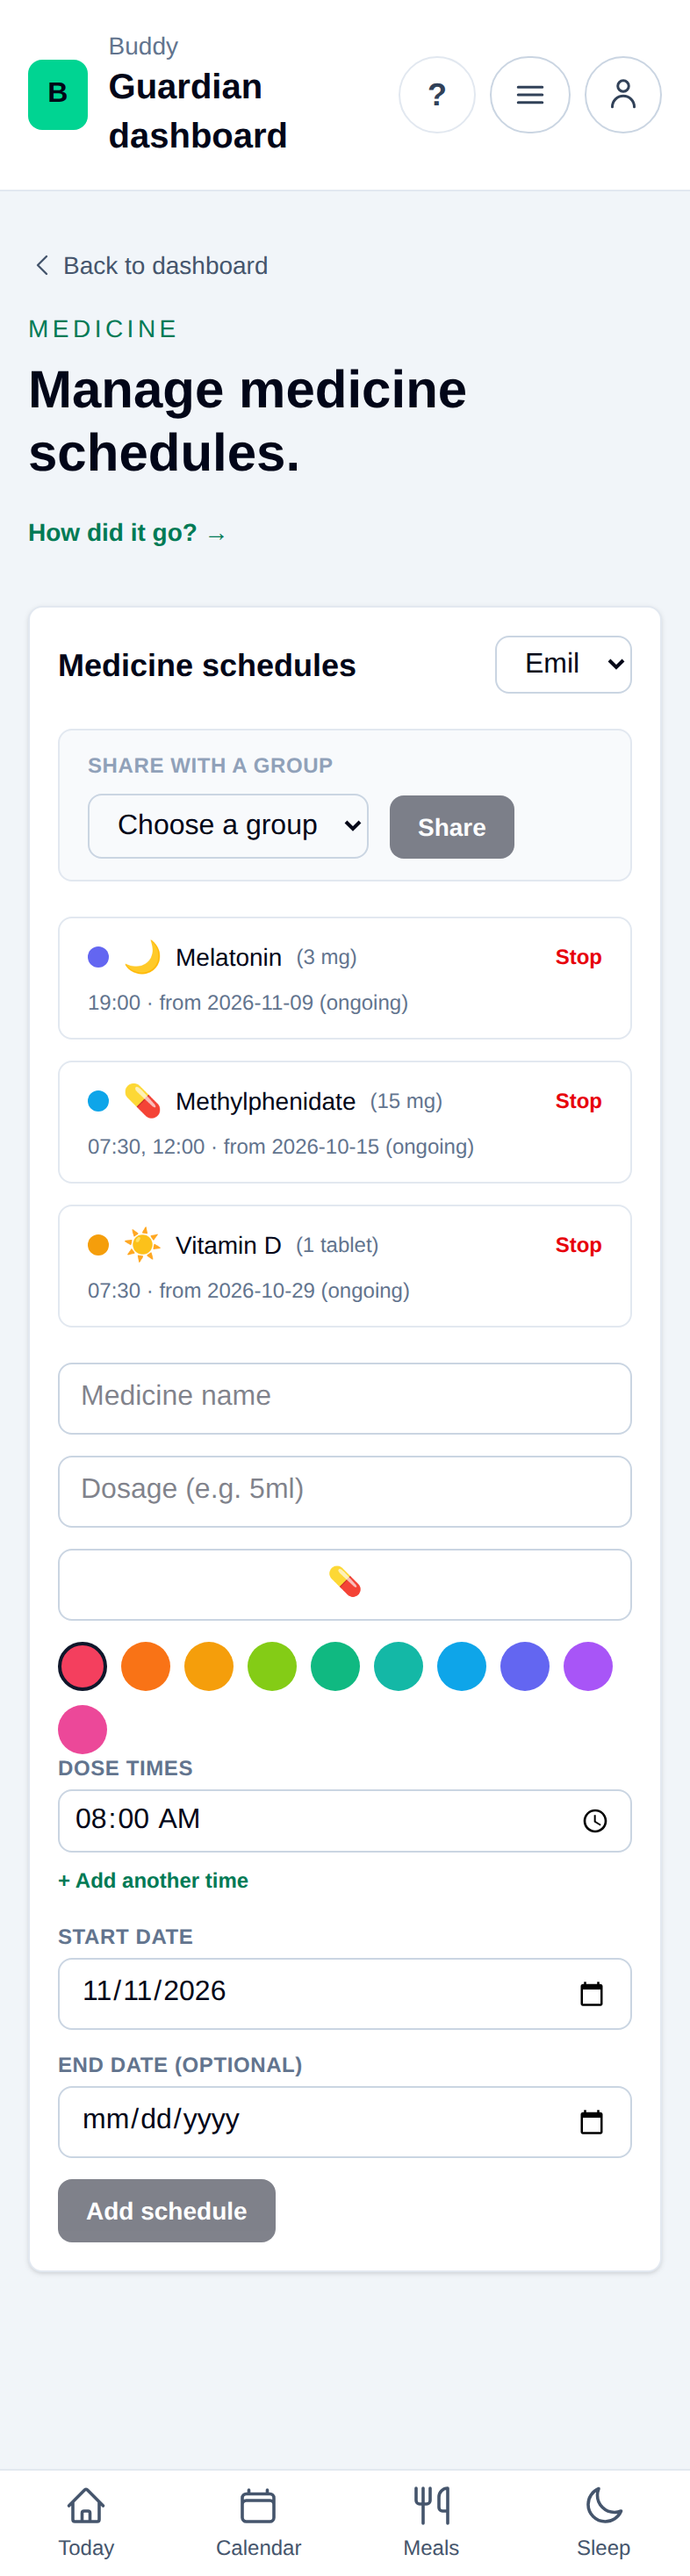 B
Buddy
Guardian
dashboard
?
Back to dashboard
MEDICINE
Manage medicine
schedules.
How did it go? →
Medicine schedules
Emil
SHARE WITH A GROUP
Choose a group
Share
Melatonin (3 mg)
Stop
19:00 · from 2026-11-09 (ongoing)
Methylphenidate (15 mg)
Stop
07:30, 12:00 · from 2026-10-15 (ongoing)
Vitamin D (1 tablet)
Stop
07:30 · from 2026-10-29 (ongoing)
Medicine name
Dosage (e.g. 5ml)
DOSE TIMES
08:00 AM
+ Add another time
START DATE
11/11/2026
END DATE (OPTIONAL)
mm/dd/yyyy
Add schedule
Today
Calendar
Meals
Sleep